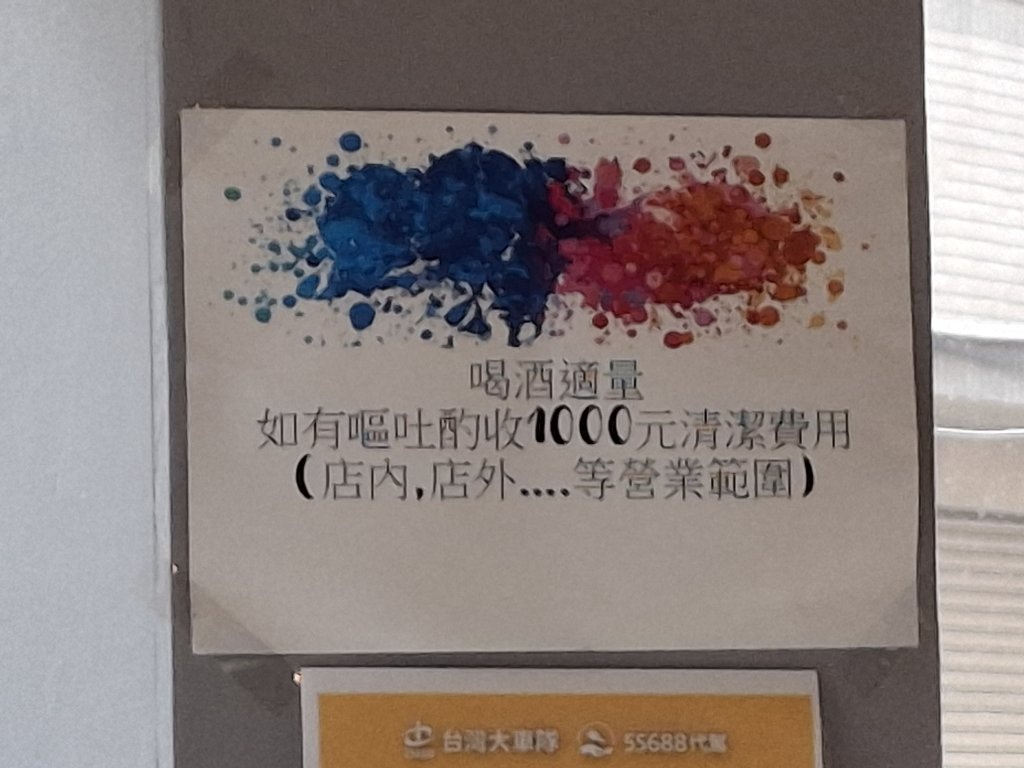 喝酒適量
如有嘔吐酌收1000元清潔費用
(店內,店外....等營業範圍)
台灣大車隊 55688代駕